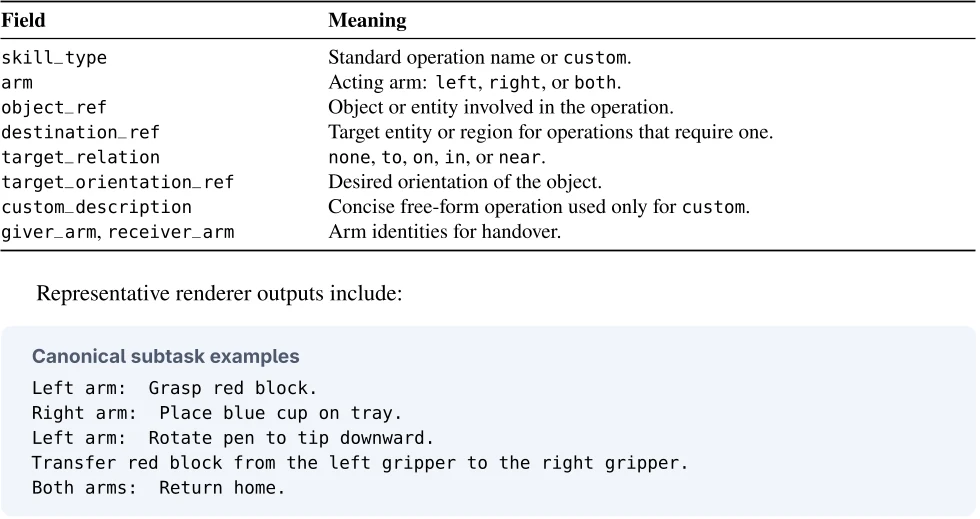 Field Meaning
skill_type Standard operation name or custom.
arm Acting arm: left, right, or both.
object_ref Object or entity involved in the operation.
destination_ref Target entity or region for operations that require one.
target_relation none, to, on, in, or near.
target_orientation_ref Desired orientation of the object.
custom_description Concise free-form operation used only for custom.
giver_arm, receiver_arm Arm identities for handover.
Representative renderer outputs include:
Canonical subtask examples
Left arm: Grasp red block.
Right arm: Place blue cup on tray.
Left arm: Rotate pen to tip downward.
Transfer red block from the left gripper to the right gripper.
Both arms: Return home.